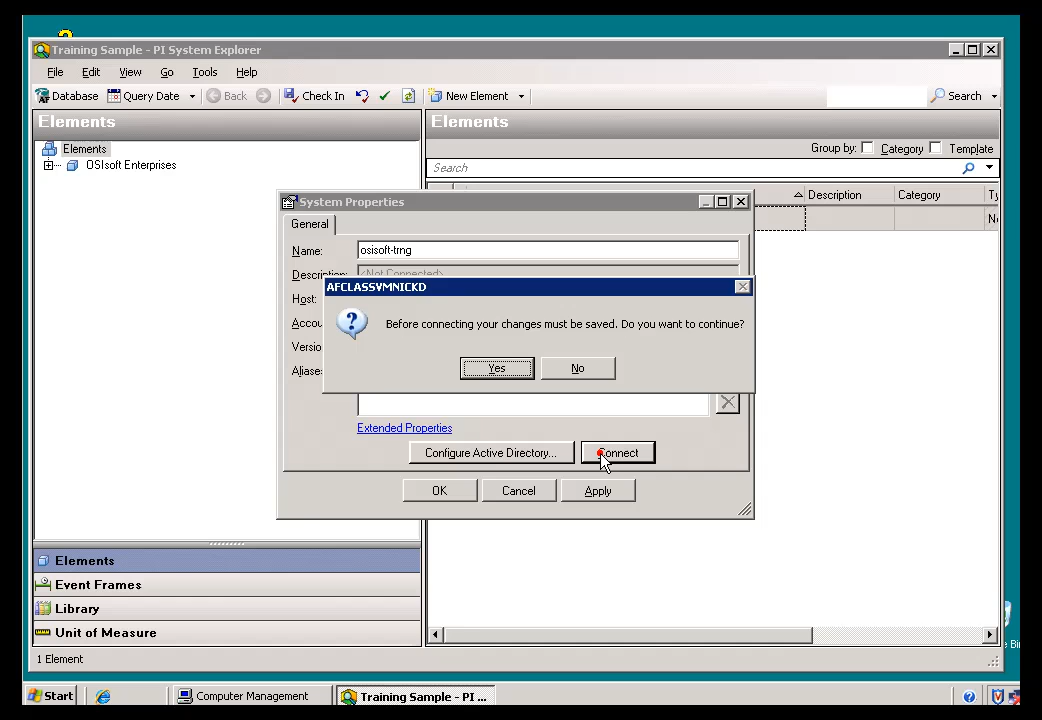 Training Sample - PI System Explorer
File Edit View Go Tools Help
Database Query Date Back Check In New Element Search
Elements
Elements
Group by: Category Template
Elements
OSIsoft Enterprises
Search
Description Category
System Properties
General
Name: osisoft-trng
Description: <Not Connected>
AFCLASSVMNICKD
Host:
Before connecting your changes must be saved. Do you want to continue?
Yes No
Extended Properties
Configure Active Directory... Connect
OK Cancel Apply
Elements
Event Frames
Library
Unit of Measure
1 Element
Start Computer Management Training Sample - PI ...